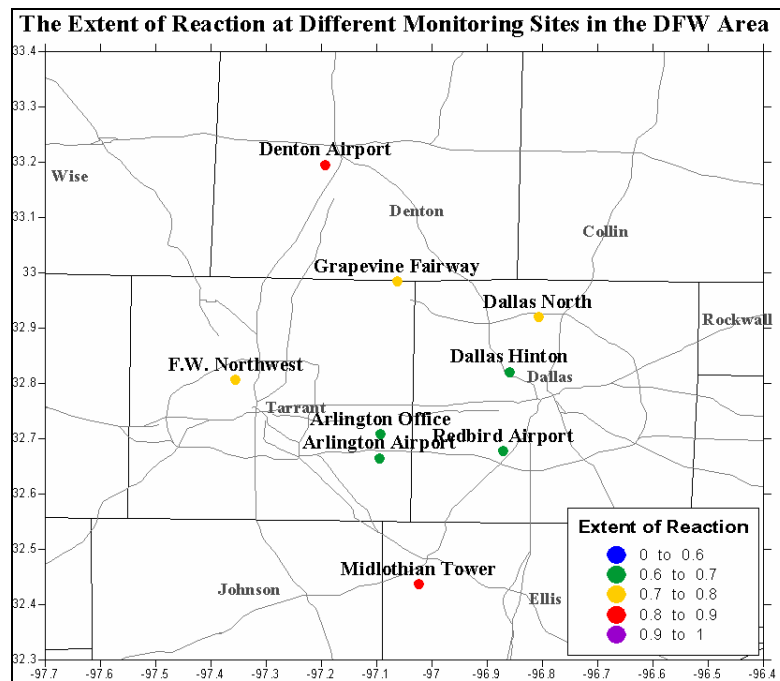 The Extent of Reaction at Different Monitoring Sites in the DFW Area
33.4
33.3
33.2
33.1
33
32.9
32.8
32.7
32.6
32.5
32.4
32.3
Denton Airport
Wise
Denton
Collin
Grapevine Fairway
Dallas North
Rockwall
Dallas Hinton
F.W. Northwest
Dallas
Tarrant
Arlington Office
Redbird Airport
Arlington Airport
Midlothian Tower
Johnson
Ellis
Extent of Reaction
0 to 0.6
0.6 to 0.7
0.7 to 0.8
0.8 to 0.9
0.9 to 1
-97.7 -97.6 -97.5 -97.4 -97.3 -97.2 -97.1 -97 -96.9 -96.8 -96.7 -96.6 -96.5 -96.4